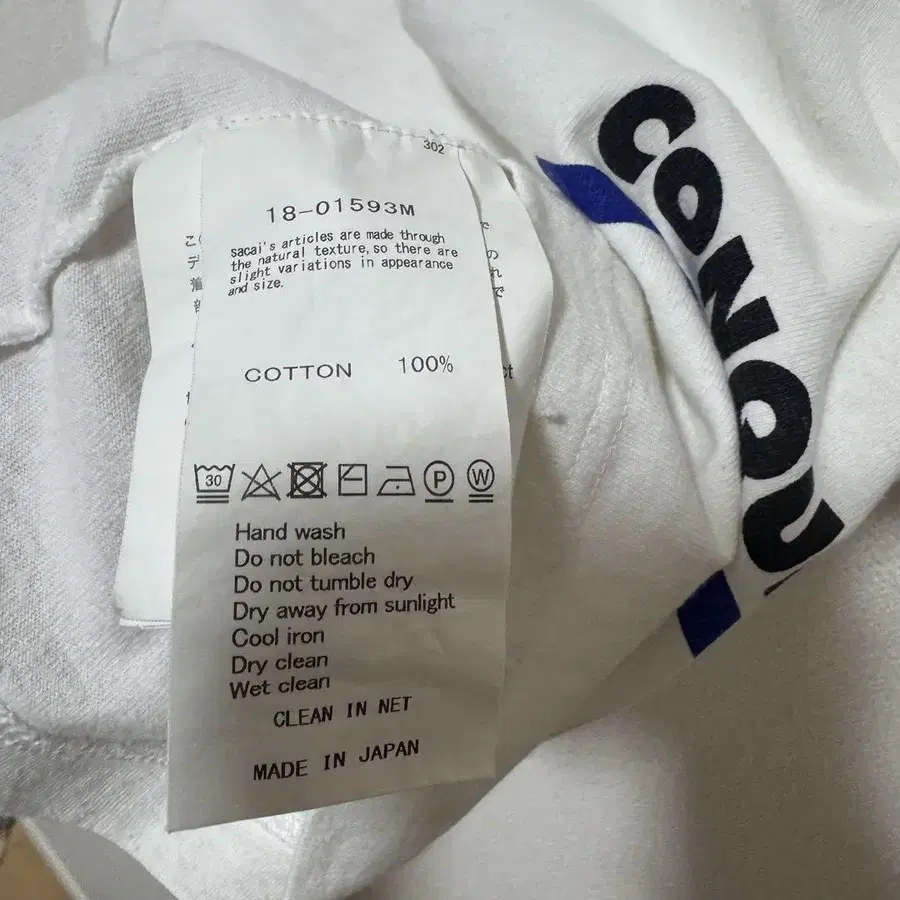 302
18-01593M
sacai's articles are made through
the natural texture, so there are
slight variations in appearance
and size.
COTTON 100%
30
P
W
Hand wash
Do not bleach
Do not tumble dry
Dry away from sunlight
Cool iron
Dry clean
Wet clean
CLEAN IN NET
MADE IN JAPAN